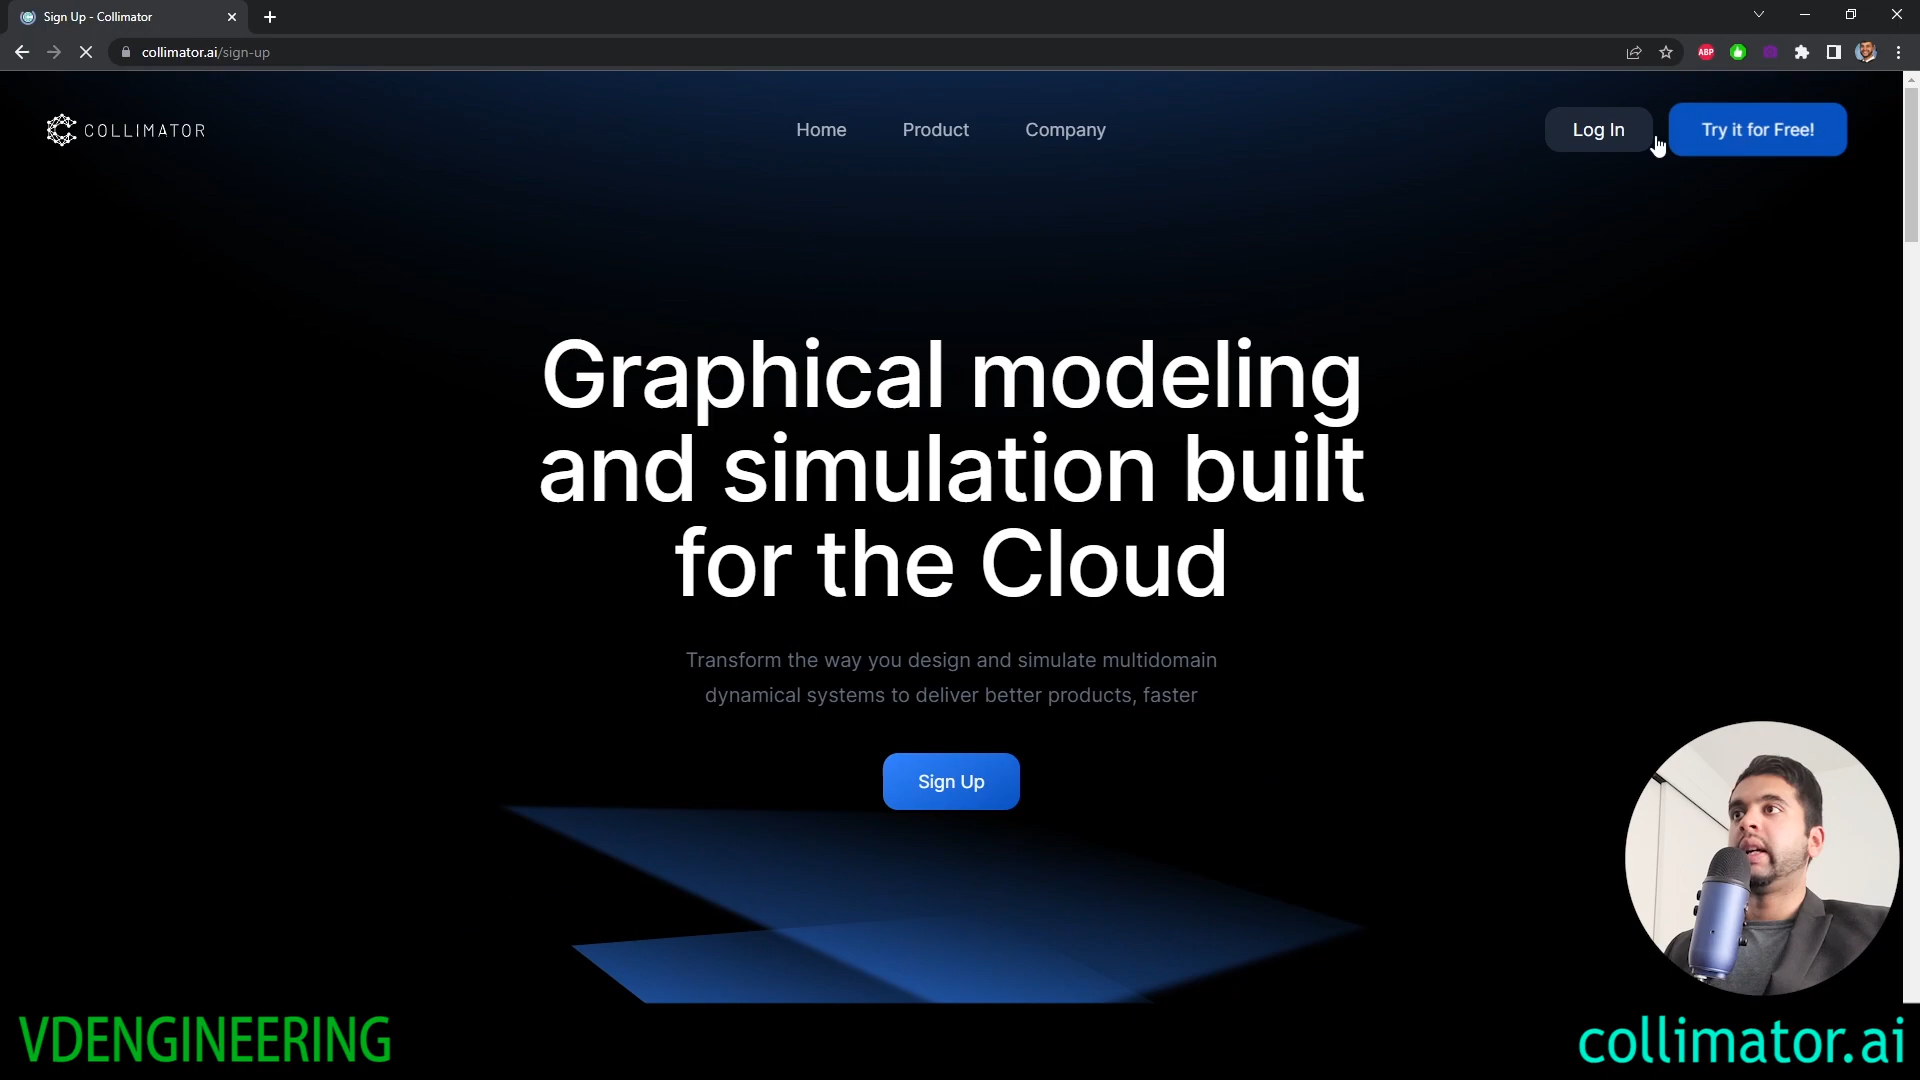 Sign Up - Collimator
collimator.ai/sign-up
ABP
COLLIMATOR
Home
Product
Company
Log In
Try it for Free!
Graphical modeling
and simulation built
for the Cloud
Transform the way you design and simulate multidomain
dynamical systems to deliver better products, faster
Sign Up
VDENGINEERING
collimator.ai